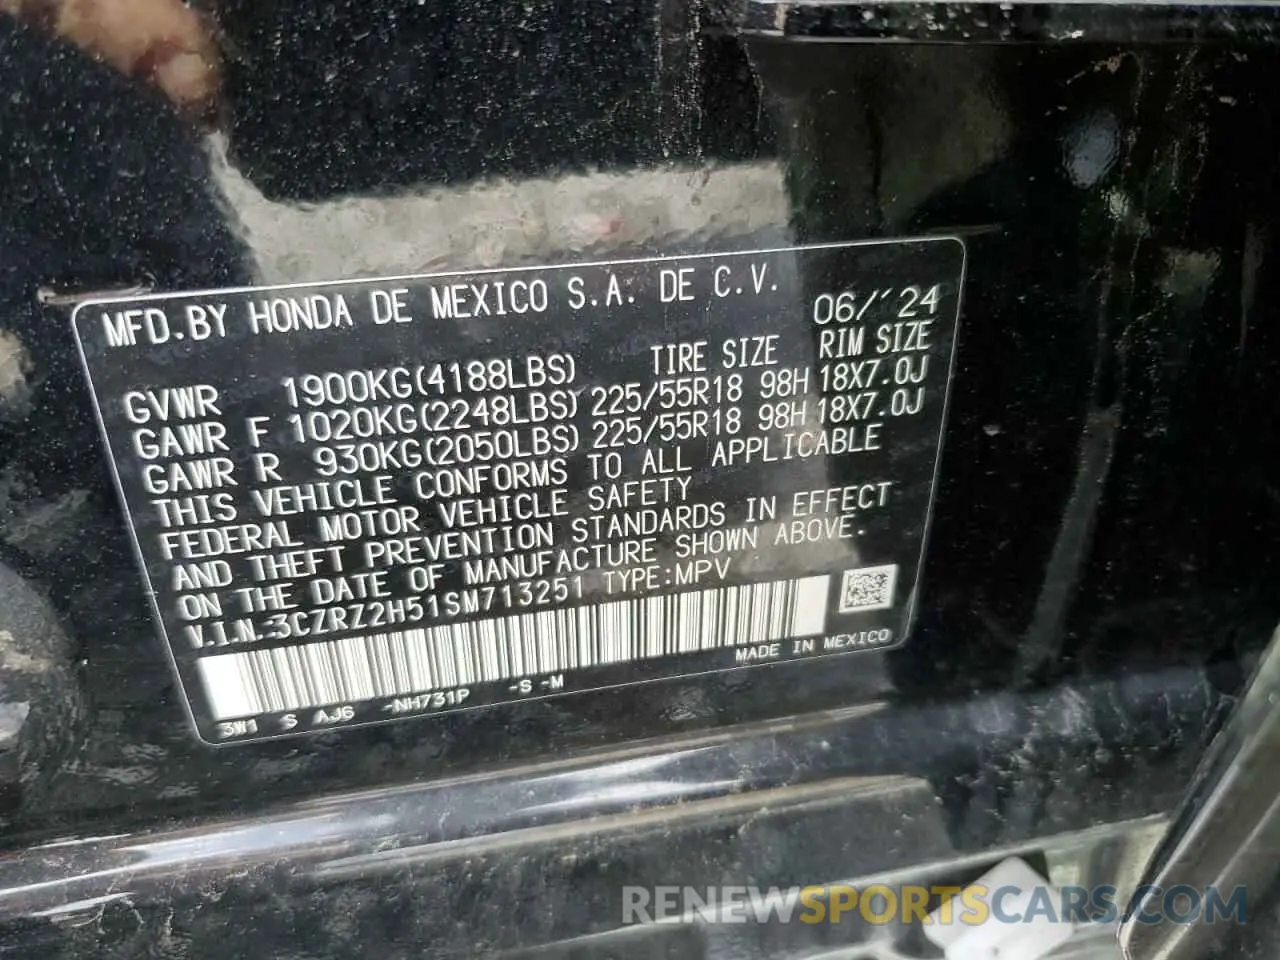 MFD.BY HONDA DE MEXICO S.A. DE C.V.
06/'24
TIRE SIZE RIM SIZE
GVWR 1900KG(4188LBS)
GAWR F 1020KG(2248LBS) 225/55R18 98H 18X7.0J
GAWR R 930KG(2050LBS) 225/55R18 98H 18X7.0J
THIS VEHICLE CONFORMS TO ALL APPLICABLE
FEDERAL MOTOR VEHICLE SAFETY
AND THEFT PREVENTION STANDARDS IN EFFECT
ON THE DATE OF MANUFACTURE SHOWN ABOVE.
V.I.N.:3CZRZ2H51SM713251 TYPE:MPV
MADE IN MEXICO
3W1 S AJ6 -NH731P -S -M
RENEWSPORTSCARS.COM